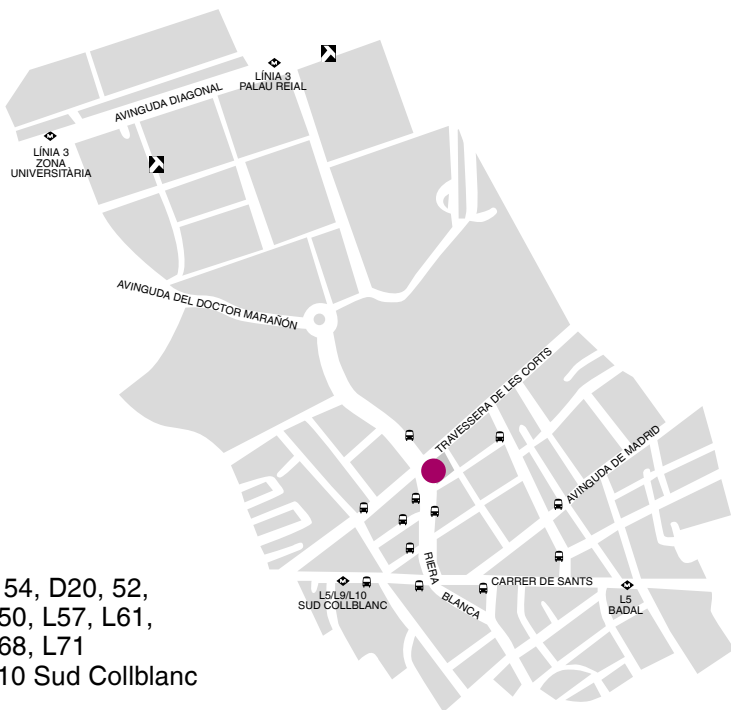 LÍNIA 3
PALAU REIAL
AVINGUDA DIAGONAL
LÍNIA 3
ZONA
UNIVERSITÀRIA
AVINGUDA DEL DOCTOR MARAÑÓN
TRAVESSERA DE LES CORTS
AVINGUDA DE MADRID
RIERA
BLANCA
CARRER DE SANTS
L5/L9/L10
SUD COLLBLANC
L5
BADAL
54, D20, 52,
50, L57, L61,
68, L71
10 Sud Collblanc